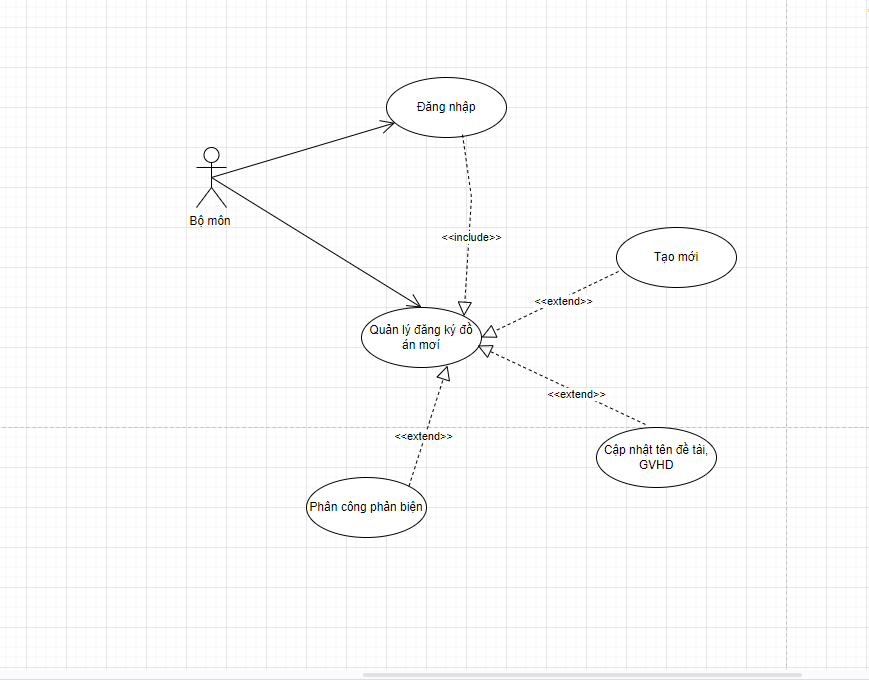 Đăng nhập
Bộ môn
<<include>>
Tạo mới
<<extend>>
Quản lý đăng ký đồ
án mơí
<<extend>>
<<extend>>
Cập nhật tên đề tài,
GVHD
Phân công phản biện